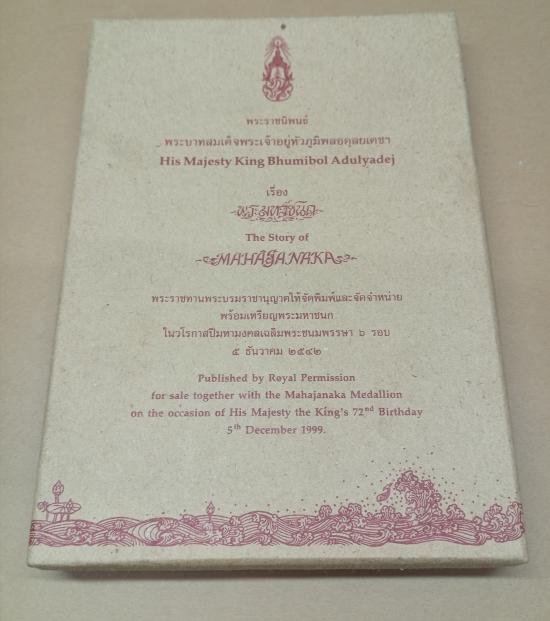 พระราชนิพนธ์
พระบาทสมเด็จพระเจ้าอยู่หัวภูมิพลอดุลยเดชฯ
His Majesty King Bhumibol Adulyadej
เรื่อง
พระมหาชนก
The Story of
MAHAJANAKA
พระราชทานพระบรมราชานุญาตให้จัดพิมพ์และจัดจำหน่าย
พร้อมเหรียญพระมหาชนก
ในวโรกาสปีมหามงคลเฉลิมพระชนมพรรษา ๖ รอบ
๕ ธันวาคม ๒๕๔๒
Published by Royal Permission
for sale together with the Mahajanaka Medallion
on the occasion of His Majesty the King's 72nd Birthday
5th December 1999.